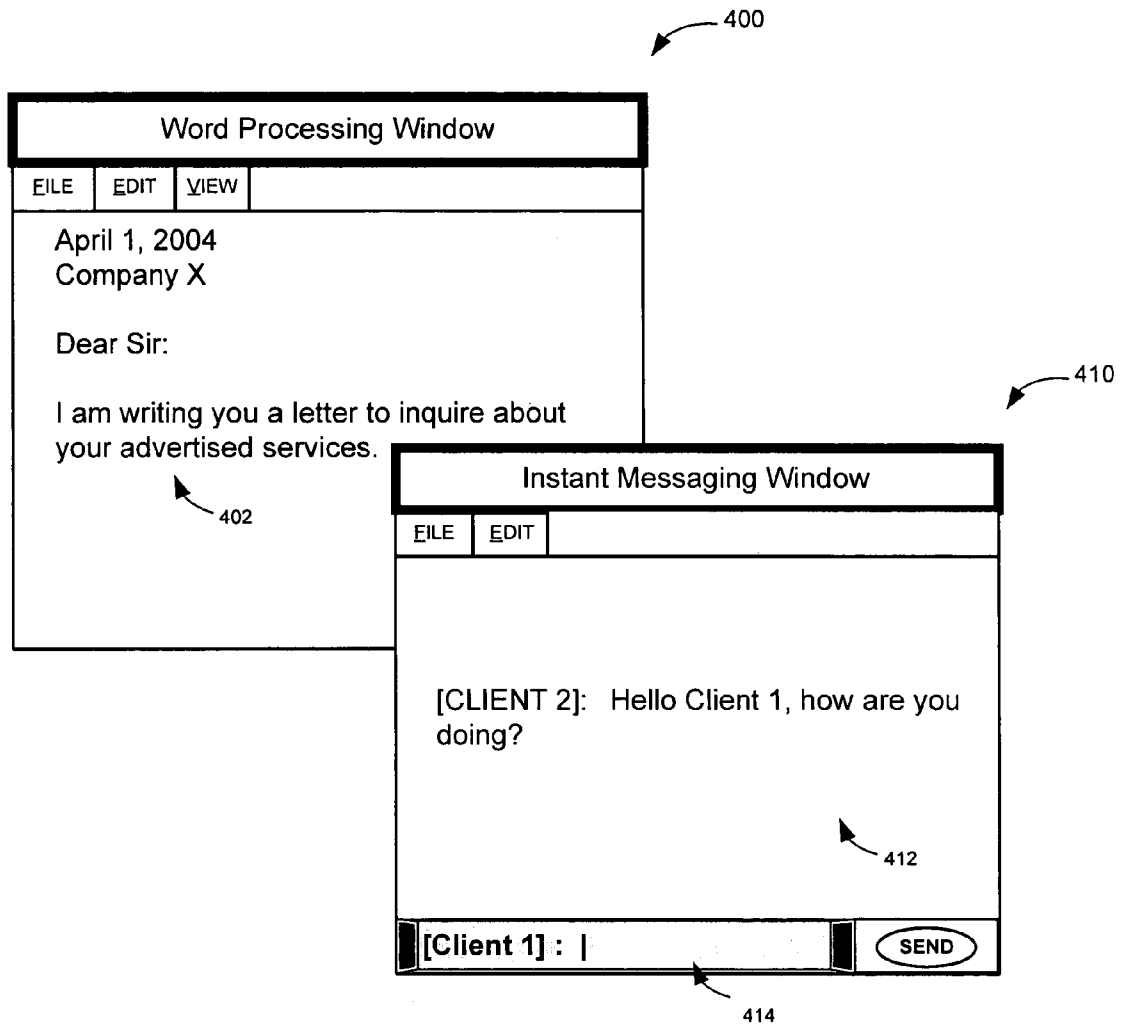 400
Word Processing Window
FILE EDIT VIEW
April 1, 2004
Company X
Dear Sir:
I am writing you a letter to inquire about
your advertised services.
402
410
Instant Messaging Window
FILE EDIT
[CLIENT 2]: Hello Client 1, how are you
doing?
412
[Client 1] : |
SEND
414